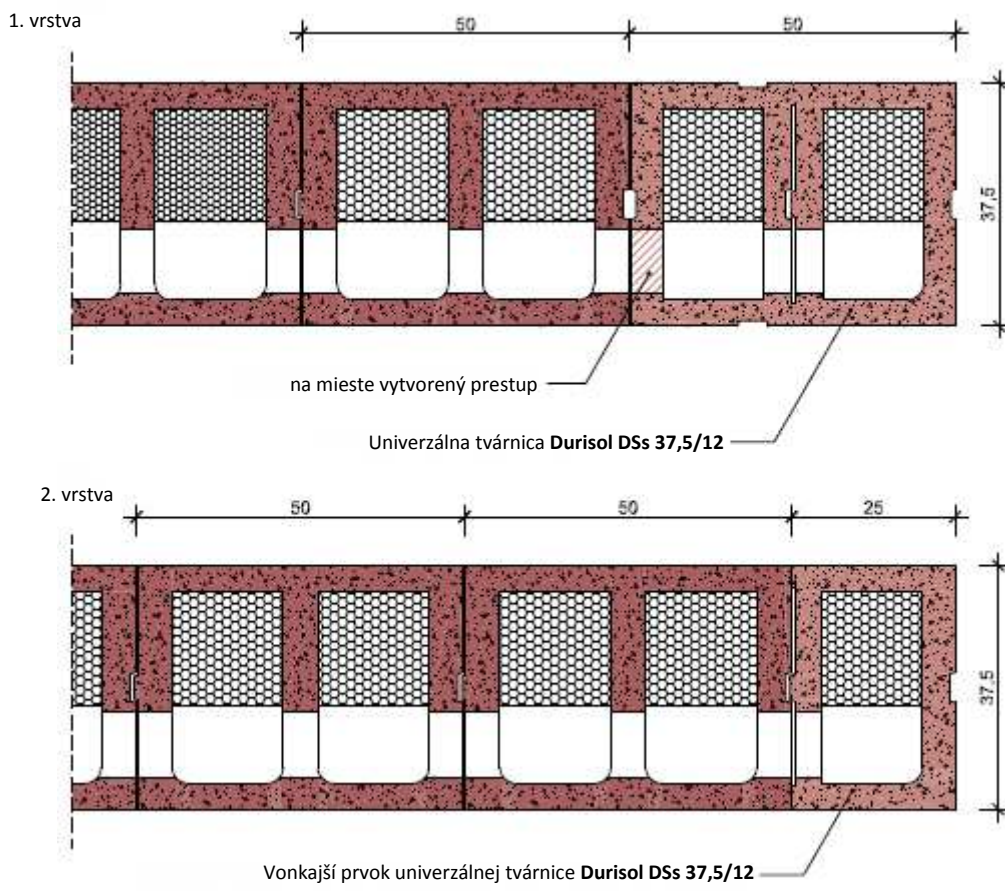 1. vrstva
50
50
37,5
na mieste vytvorený prestup
Univerzálna tvárnica Durisol DSs 37,5/12
2. vrstva
50
50
25
37,5
Vonkajší prvok univerzálnej tvárnice Durisol DSs 37,5/12